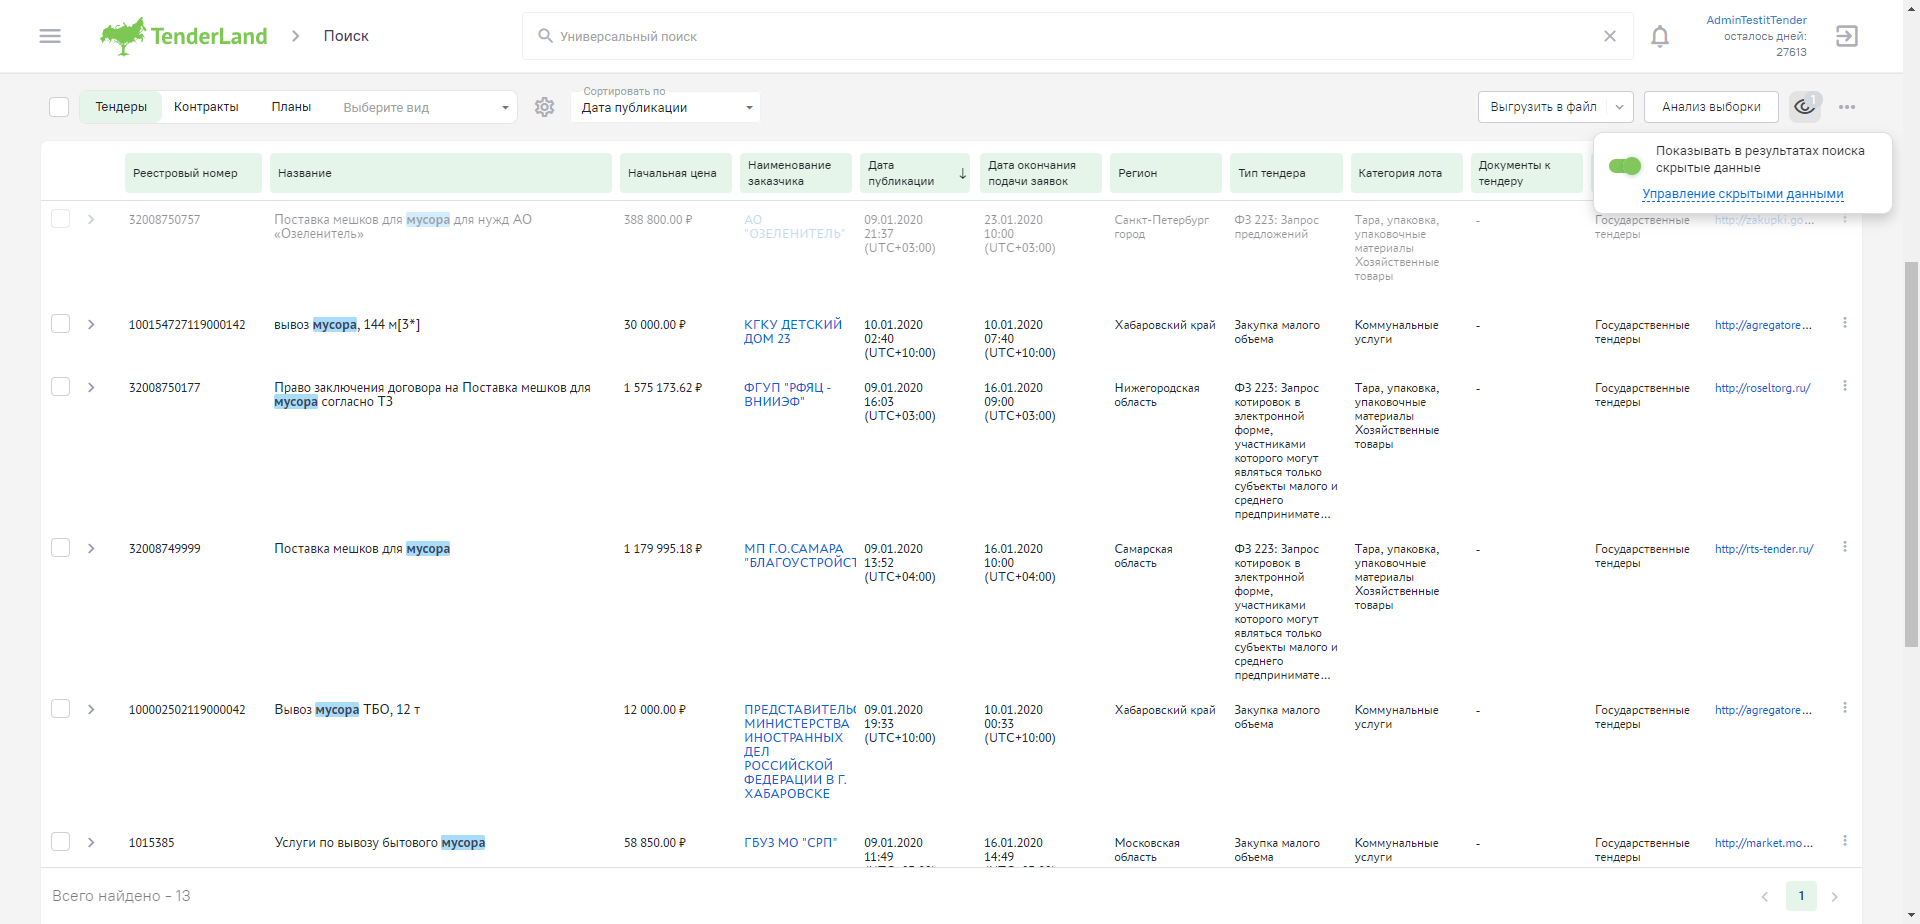 TenderLand
Поиск
Универсальный поиск
AdminTestitTender
осталось дней:
27613
Тендеры
Контракты
Планы
Выберите вид
Сортировать по
Дата публикации
Выгрузить в файл
Анализ выборки
1
Показывать в результатах поиска
скрытые данные
Управление скрытыми данными
Реестровый номер
Название
Начальная цена
Наименование
заказчика
Дата
публикации
Дата окончания
подачи заявок
Регион
Тип тендера
Категория лота
Документы к
тендеру
32008750757
Поставка мешков для мусора для нужд АО
«Озеленитель»
388 800.00 ₽
АО
"ОЗЕЛЕНИТЕЛЬ"
09.01.2020
21:37
(UTC+03:00)
23.01.2020
10:00
(UTC+03:00)
Санкт-Петербург
город
ФЗ 223: Запрос
предложений
Тара, упаковка,
упаковочные
материалы
Хозяйственные
товары
-
Государственные
тендеры
http://zakupki.go...
100154727119000142
вывоз мусора, 144 м[3*]
30 000.00 ₽
КГКУ ДЕТСКИЙ
ДОМ 23
10.01.2020
02:40
(UTC+10:00)
10.01.2020
07:40
(UTC+10:00)
Хабаровский край
Закупка малого
объема
Коммунальные
услуги
-
Государственные
тендеры
http://agregatore...
32008750177
Право заключения договора на Поставка мешков для
мусора согласно ТЗ
1 575 173.62 ₽
ФГУП "РФЯЦ -
ВНИИЭФ"
09.01.2020
16:03
(UTC+03:00)
16.01.2020
09:00
(UTC+03:00)
Нижегородская
область
ФЗ 223: Запрос
котировок в
электронной
форме,
участниками
которого могут
являться только
субъекты малого и
среднего
предпринимате...
Тара, упаковка,
упаковочные
материалы
Хозяйственные
товары
-
Государственные
тендеры
http://roseltorg.ru/
32008749999
Поставка мешков для мусора
1 179 995.18 ₽
МП Г.О.САМАРА
"БЛАГОУСТРОЙСТ
09.01.2020
13:52
(UTC+04:00)
16.01.2020
10:00
(UTC+04:00)
Самарская
область
ФЗ 223: Запрос
котировок в
электронной
форме,
участниками
которого могут
являться только
субъекты малого и
среднего
предпринимате...
Тара, упаковка,
упаковочные
материалы
Хозяйственные
товары
-
Государственные
тендеры
http://rts-tender.ru/
100002502119000042
Вывоз мусора ТБО, 12 т
12 000.00 ₽
ПРЕДСТАВИТЕЛЬС
МИНИСТЕРСТВА
ИНОСТРАННЫХ
ДЕЛ
РОССИЙСКОЙ
ФЕДЕРАЦИИ В Г.
ХАБАРОВСКЕ
09.01.2020
19:33
(UTC+10:00)
10.01.2020
00:33
(UTC+10:00)
Хабаровский край
Закупка малого
объема
Коммунальные
услуги
-
Государственные
тендеры
http://agregatore...
1015385
Услуги по вывозу бытового мусора
58 850.00 ₽
ГБУЗ МО "СРП"
09.01.2020
11:49
16.01.2020
14:49
Московская
область
Закупка малого
объема
Коммунальные
услуги
-
Государственные
тендеры
http://market.mo...
Всего найдено - 13
1